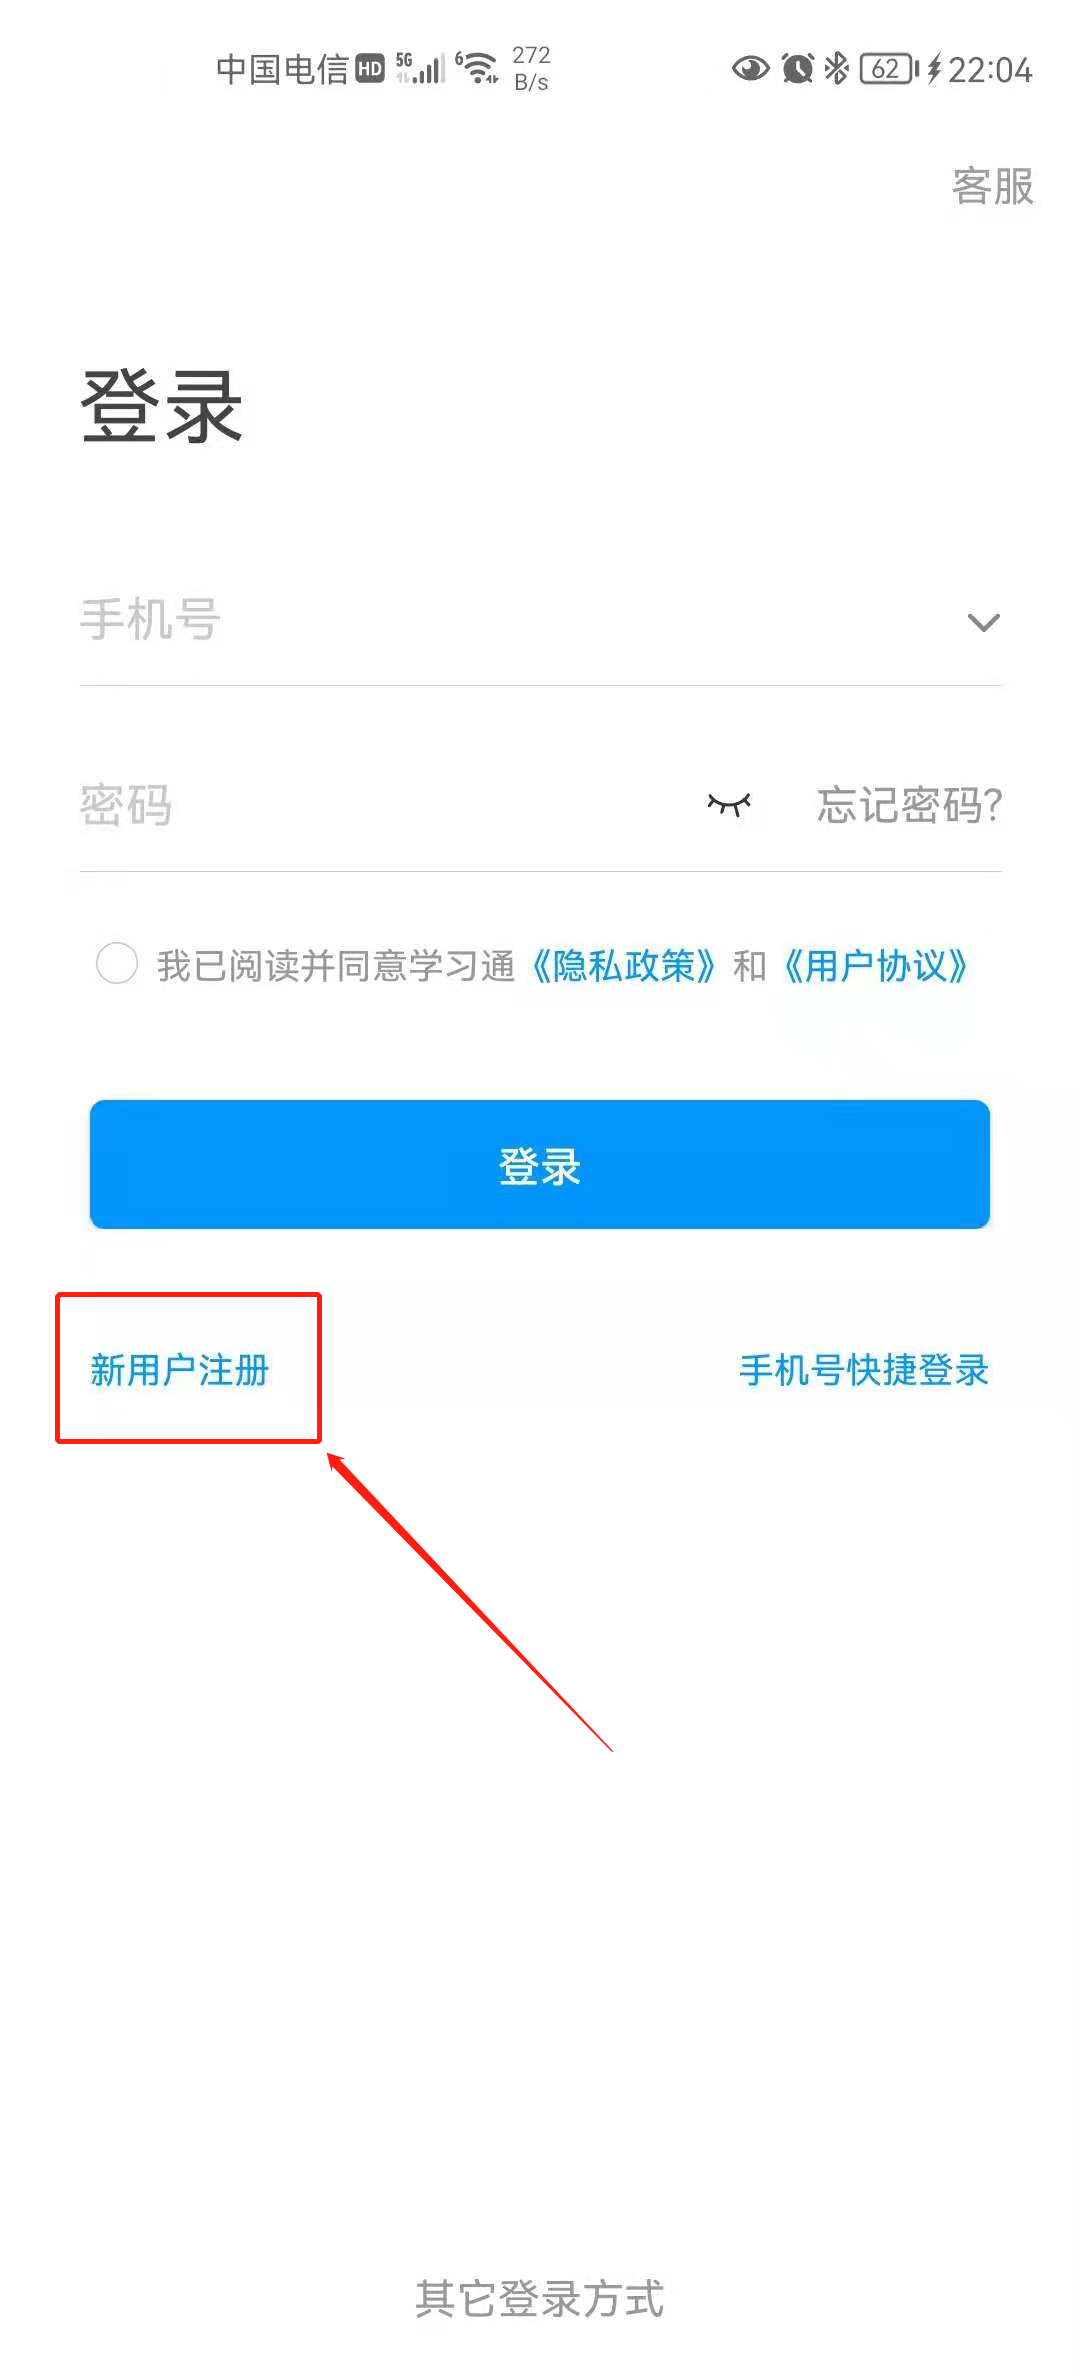 中国电信 HD 5G 6 272 B/s 62 22:04
客服
登录
手机号
密码 忘记密码?
我已阅读并同意学习通《隐私政策》和《用户协议》
登录
新用户注册 手机号快捷登录
其它登录方式